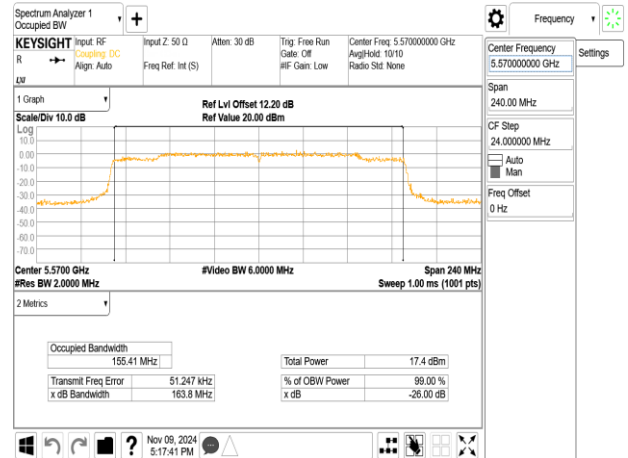 Spectrum Analyzer 1
Occupied BW
Frequency
KEYSIGHT
R
LXI
Input: RF
Coupling: DC
Align: Auto
Input Z: 50 Ω
Freq Ref: Int (S)
Atten: 30 dB
Trig: Free Run
Gate: Off
#IF Gain: Low
Center Freq: 5.570000000 GHz
Avg|Hold: 10/10
Radio Std: None
Center Frequency
5.570000000 GHz
Settings
Span
240.00 MHz
CF Step
24.000000 MHz
Auto
Man
Freq Offset
0 Hz
1 Graph
Scale/Div 10.0 dB
Ref Lvl Offset 12.20 dB
Ref Value 20.00 dBm
Log
10.0
0.00
-10.0
-20.0
-30.0
-40.0
-50.0
-60.0
-70.0
Center 5.5700 GHz
#Video BW 6.0000 MHz
Span 240 MHz
#Res BW 2.0000 MHz
Sweep 1.00 ms (1001 pts)
2 Metrics
Occupied Bandwidth
155.41 MHz
Total Power 17.4 dBm
Transmit Freq Error 51.247 kHz
% of OBW Power 99.00 %
x dB Bandwidth 163.8 MHz
x dB -26.00 dB
?
Nov 09, 2024
5:17:41 PM